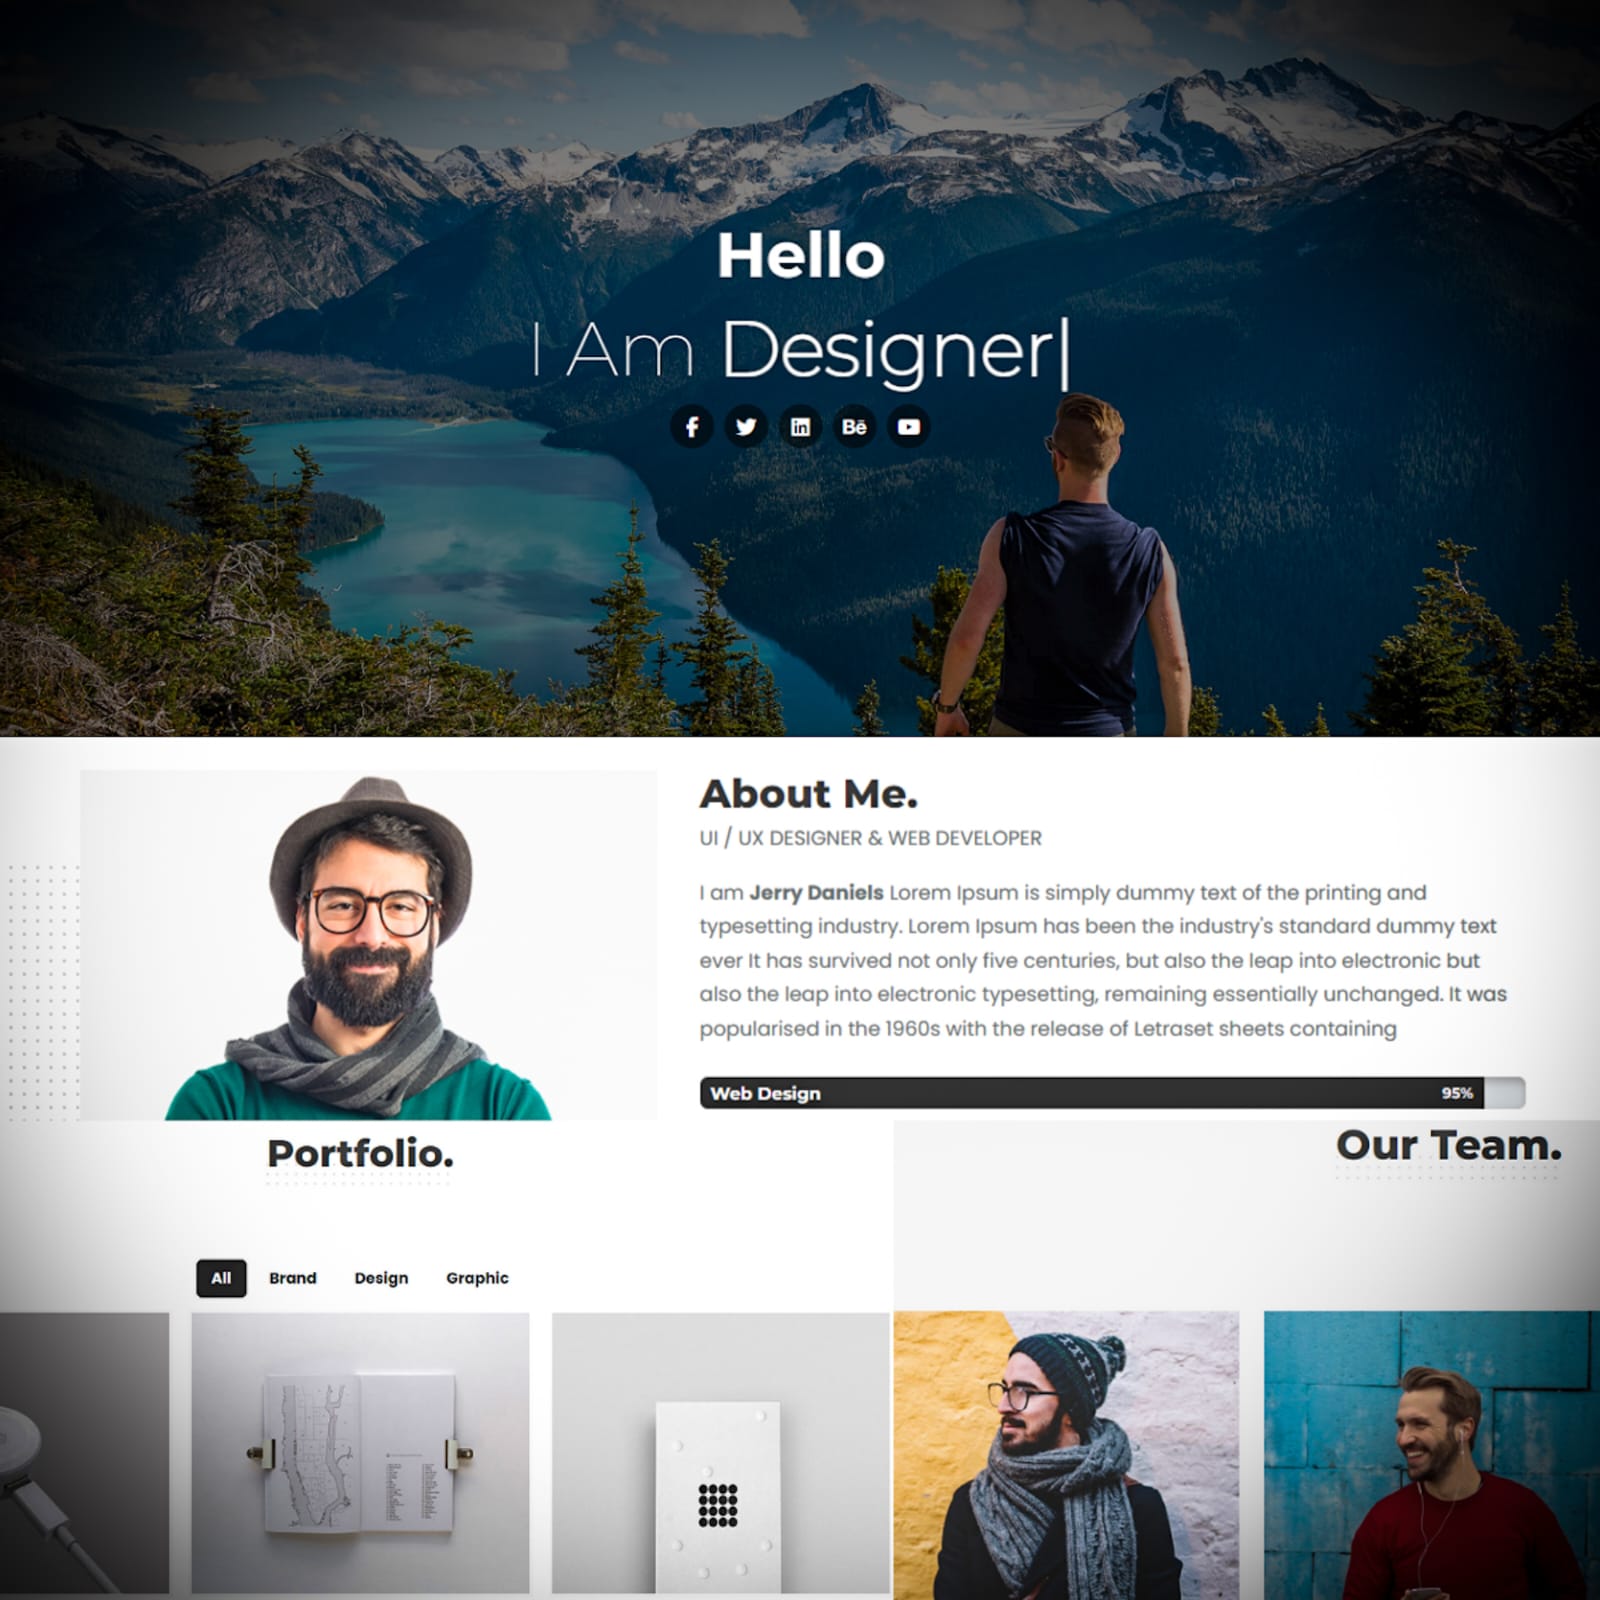 Hello
I Am Designer|
Bē
About Me.
UI / UX DESIGNER & WEB DEVELOPER
I am Jerry Daniels Lorem Ipsum is simply dummy text of the printing and
typesetting industry. Lorem Ipsum has been the industry's standard dummy text
ever It has survived not only five centuries, but also the leap into electronic but
also the leap into electronic typesetting, remaining essentially unchanged. It was
popularised in the 1960s with the release of Letraset sheets containing
Web Design 95%
Portfolio.
Our Team.
All Brand Design Graphic